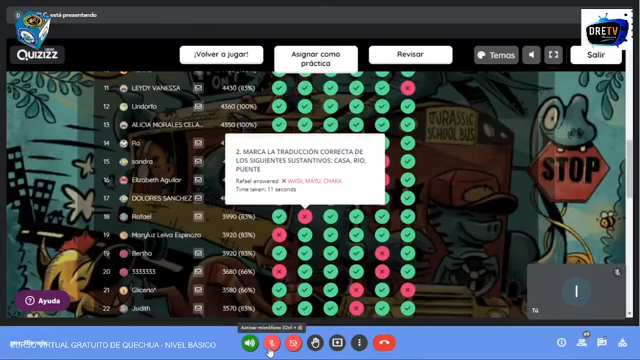 está presentando
DRETV
Quizizz
¡Volver a jugar!
Asignar como
práctica
Revisar
Temas
Salir
11 LEYDY VANESSA 4430 (83%)
12 Lindorfo 4360 (100%)
13 ALICIA MORALES CELA... 4350 (100%)
14 Ro
15 sandra
16 Elizabeth Aguilar
17 DOLORES SANCHEZ
18 Rafael 3990 (83%)
19 Maryluz Leiva Espinoza 3920 (83%)
20 Bertha 3920 (83%)
20 3333333 3680 (66%)
21 Glicerio" 3580 (66%)
22 Judith 3570 (83%)
2. MARCA LA TRADUCCIÓN CORRECTA DE
LOS SIGUIENTES SUSTANTIVOS: CASA, RIO,
PUENTE
Rafael answered × WASII, MAYU, CHAKA
Time taken: 11 seconds
JURASSIC
SCHOOL BUS
STOP
Ayuda
I
Tú
Activar micrófono (Ctrl + d)
CURSO VIRTUAL GRATUITO DE QUECHUA - NIVEL BÁSICO